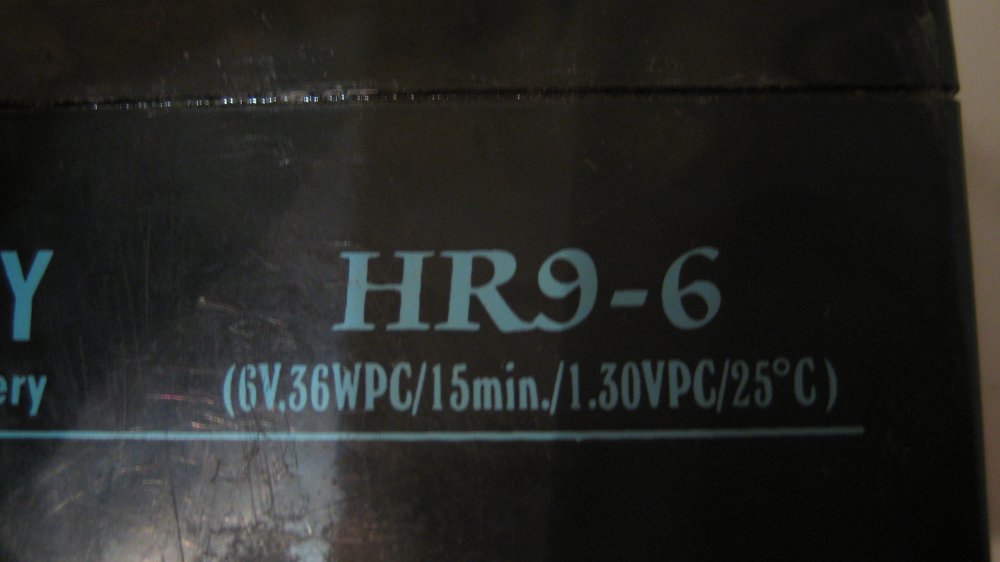 Y HR9-6
ery (6V,36WPC/15min./1.30VPC/25°C)